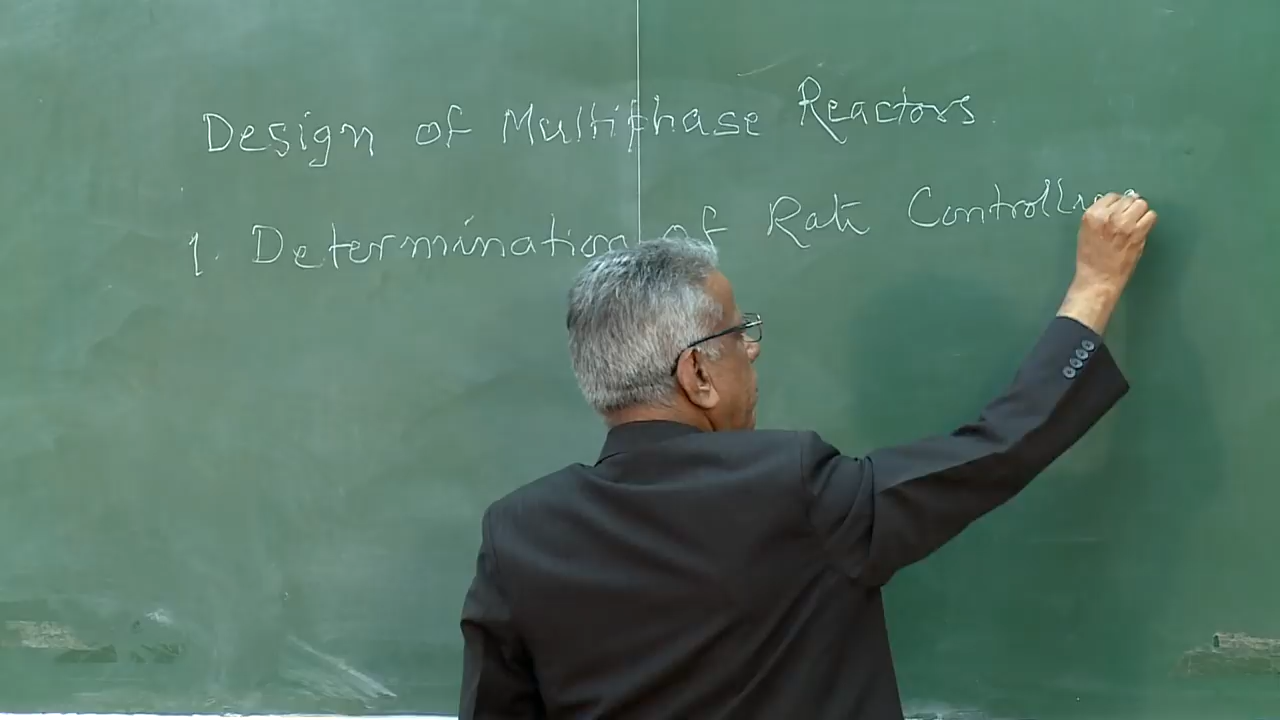 Design of Multiphase Reactors.
1. Determination of Rate Controlling